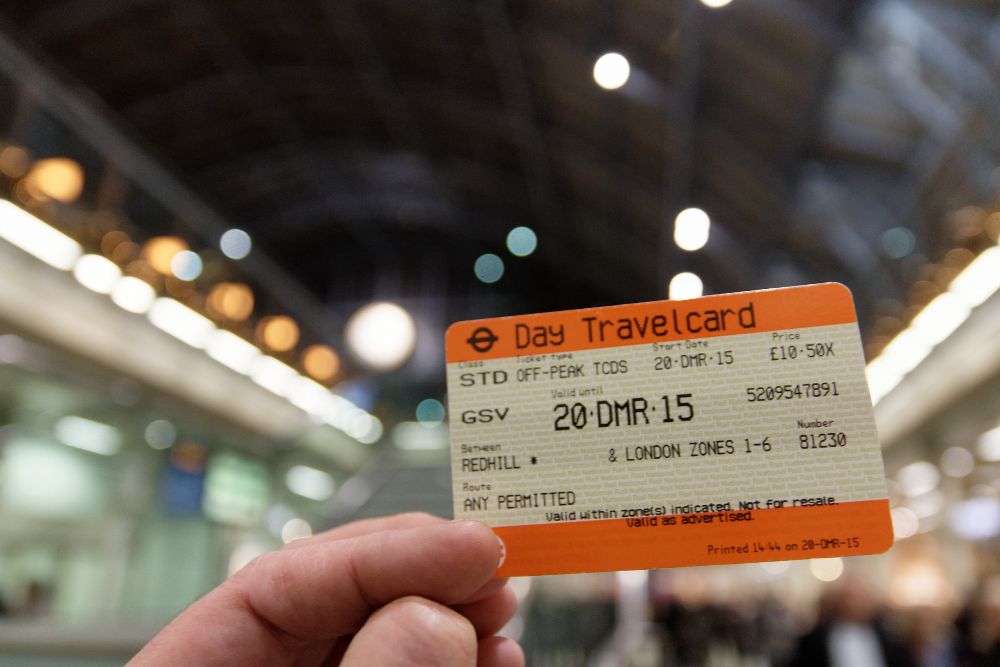 Day Travelcard
Class Ticket type Start Date Price
STD OFF-PEAK TCDS 20·DMR·15 £10·50X
Valid until
GSV 20·DMR·15 5209547891
Between Number
REDHILL * & LONDON ZONES 1-6 81230
Route
ANY PERMITTED
Valid within zone(s) indicated. Not for resale.
Valid as advertised.
Printed 14:44 on 20-DMR-15